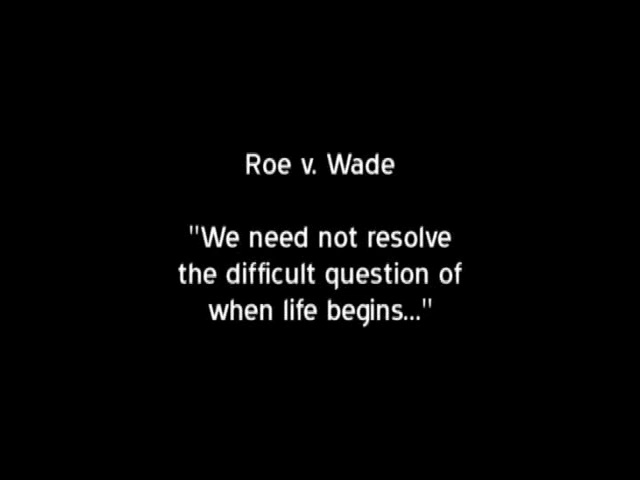 Roe v. Wade
"We need not resolve
the difficult question of
when life begins..."